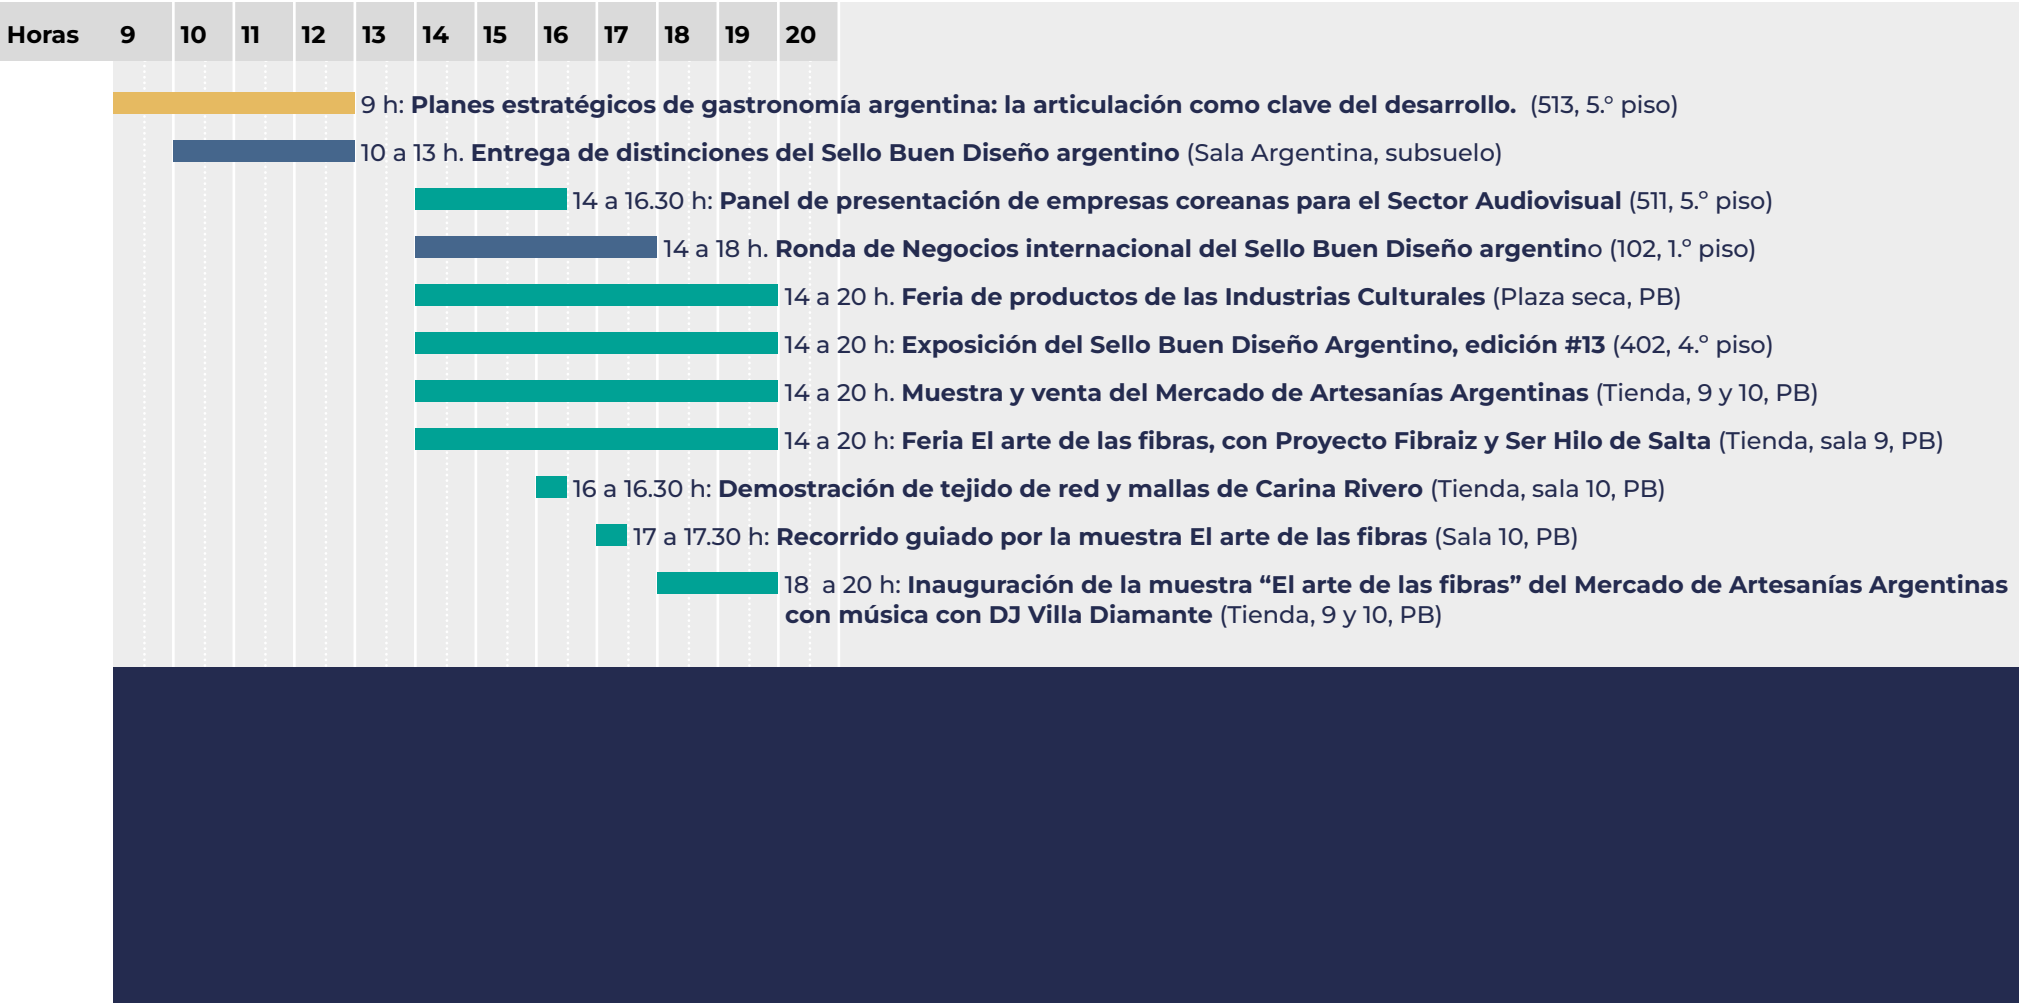 Horas 9 10 11 12 13 14 15 16 17 18 19 20
9 h: Planes estratégicos de gastronomía argentina: la articulación como clave del desarrollo. (513, 5.° piso)
10 a 13 h. Entrega de distinciones del Sello Buen Diseño argentino (Sala Argentina, subsuelo)
14 a 16.30 h: Panel de presentación de empresas coreanas para el Sector Audiovisual (511, 5.º piso)
14 a 18 h. Ronda de Negocios internacional del Sello Buen Diseño argentino (102, 1.º piso)
14 a 20 h. Feria de productos de las Industrias Culturales (Plaza seca, PB)
14 a 20 h: Exposición del Sello Buen Diseño Argentino, edición #13 (402, 4.º piso)
14 a 20 h. Muestra y venta del Mercado de Artesanías Argentinas (Tienda, 9 y 10, PB)
14 a 20 h: Feria El arte de las fibras, con Proyecto Fibraiz y Ser Hilo de Salta (Tienda, sala 9, PB)
16 a 16.30 h: Demostración de tejido de red y mallas de Carina Rivero (Tienda, sala 10, PB)
17 a 17.30 h: Recorrido guiado por la muestra El arte de las fibras (Sala 10, PB)
18 a 20 h: Inauguración de la muestra “El arte de las fibras” del Mercado de Artesanías Argentinas
con música con DJ Villa Diamante (Tienda, 9 y 10, PB)